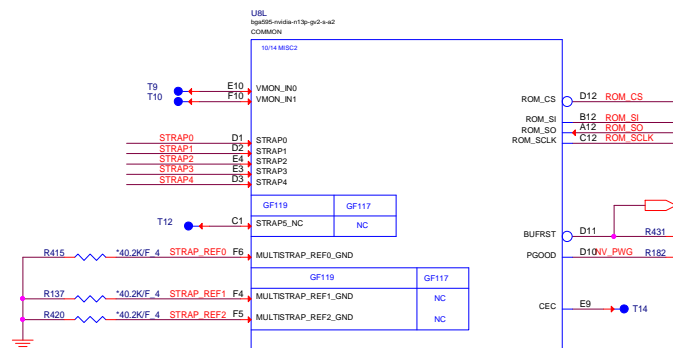 U8L
bga595-nvidia-n13p-gv2-s-a2
COMMON
10/14 MISC2
T9 E10 VMON_IN0
T10 F10 VMON_IN1
ROM_CS D12 ROM_CS
ROM_SI B12 ROM_SI
ROM_SO A12 ROM_SO
ROM_SCLK C12 ROM_SCLK
STRAP0 D1 STRAP0
STRAP1 D2 STRAP1
STRAP2 E4 STRAP2
STRAP3 E3 STRAP3
STRAP4 D3 STRAP4
GF119 GF117
T12 C1 STRAP5_NC NC
BUFRST D11 R431
R415 *40.2K/F_4 STRAP_REF0 F6 MULTISTRAP_REF0_GND
PGOOD D10 NV_PWG R182
GF119 GF117
R137 *40.2K/F_4 STRAP_REF1 F4 MULTISTRAP_REF1_GND NC
R420 *40.2K/F_4 STRAP_REF2 F5 MULTISTRAP_REF2_GND NC
CEC E9 T14